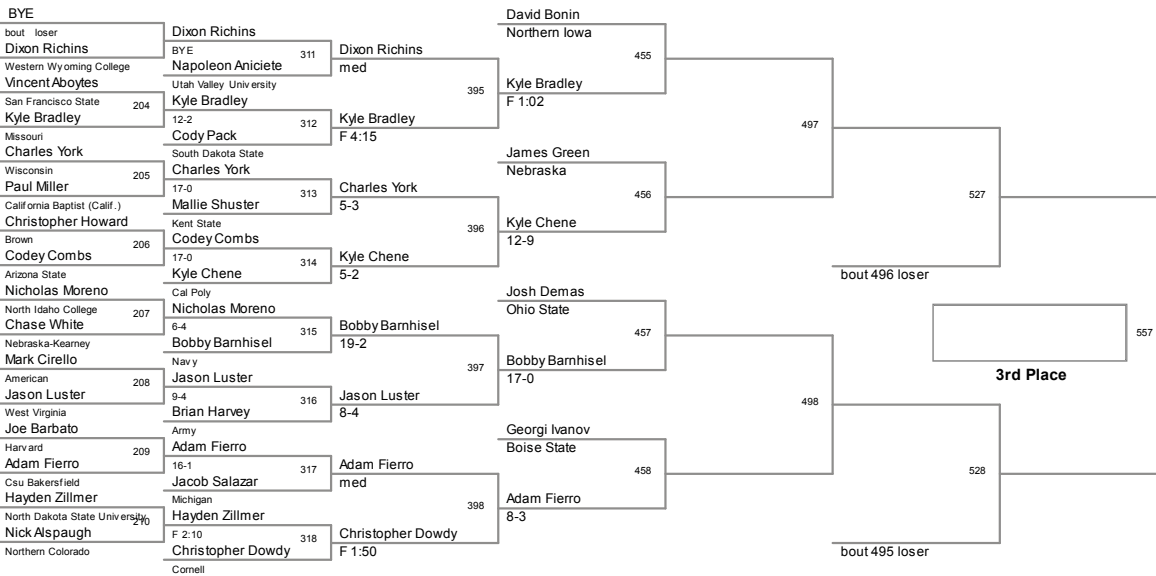 BYE
bout loser
Dixon Richins
Western Wyoming College
Vincent Aboytes
San Francisco State
204
Kyle Bradley
Missouri
Charles York
Wisconsin
205
Paul Miller
California Baptist (Calif.)
Christopher Howard
Brown
206
Codey Combs
Arizona State
Nicholas Moreno
North Idaho College
207
Chase White
Nebraska-Kearney
Mark Cirello
American
208
Jason Luster
West Virginia
Joe Barbato
Harvard
209
Adam Fierro
Csu Bakersfield
Hayden Zillmer
North Dakota State University
210
Nick Alspaugh
Northern Colorado
Dixon Richins
BYE
311
Napoleon Aniciete
Utah Valley University
Kyle Bradley
12-2
312
Cody Pack
South Dakota State
Charles York
17-0
313
Mallie Shuster
Kent State
Codey Combs
17-0
314
Kyle Chene
Cal Poly
Nicholas Moreno
6-4
315
Bobby Barnhisel
Navy
Jason Luster
9-4
316
Brian Harvey
Army
Adam Fierro
16-1
317
Jacob Salazar
Michigan
Hayden Zillmer
F 2:10
318
Christopher Dowdy
Cornell
Dixon Richins
med
395
Kyle Bradley
F 4:15
Charles York
5-3
396
Kyle Chene
5-2
Bobby Barnhisel
19-2
397
Jason Luster
8-4
Adam Fierro
med
398
Christopher Dowdy
F 1:50
David Bonin
Northern Iowa
455
Kyle Bradley
F 1:02
James Green
Nebraska
456
Kyle Chene
12-9
Josh Demas
Ohio State
457
Bobby Barnhisel
17-0
Georgi Ivanov
Boise State
458
Adam Fierro
8-3
497
bout 496 loser
498
bout 495 loser
527
528
557
3rd Place